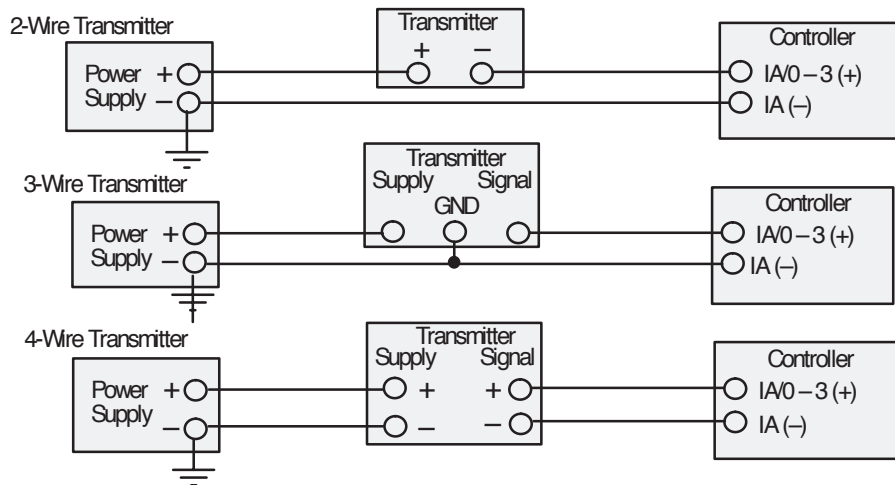 2-Wire Transmitter
Power Supply
+
−
Transmitter
+ −
Controller
IA/0 – 3 (+)
IA (–)
3-Wire Transmitter
Power Supply
+
−
Transmitter
Supply Signal
GND
Controller
IA/0 – 3 (+)
IA (–)
4-Wire Transmitter
Power Supply
+
−
Transmitter
Supply Signal
+ +
− −
Controller
IA/0 – 3 (+)
IA (–)